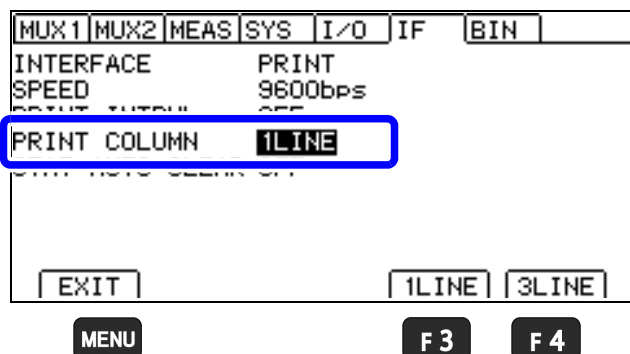 MUX1 MUX2 MEAS SYS I/O IF BIN
INTERFACE PRINT
SPEED 9600bps
PRINT COLUMN 1LINE
EXIT 1LINE 3LINE
MENU F3 F4